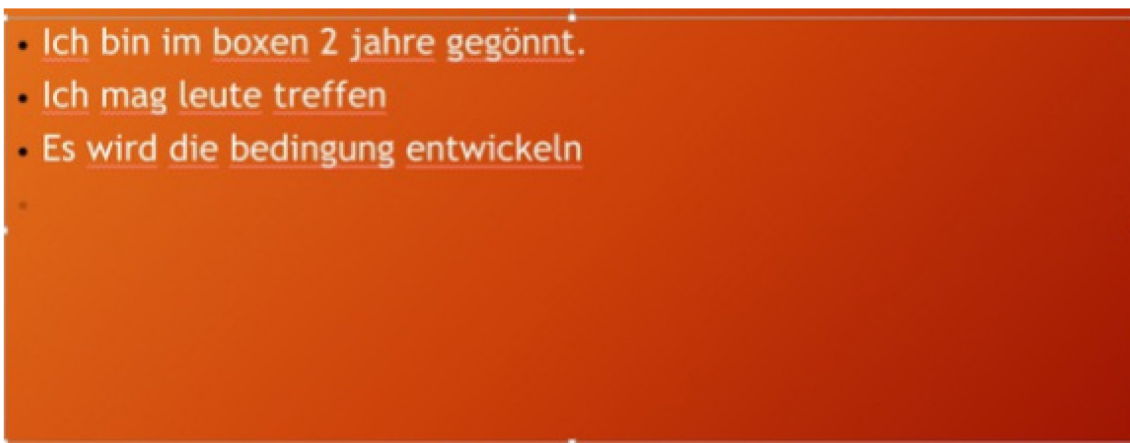 • Ich bin im boxen 2 jahre gegönnt.
• Ich mag leute treffen
• Es wird die bedingung entwickeln